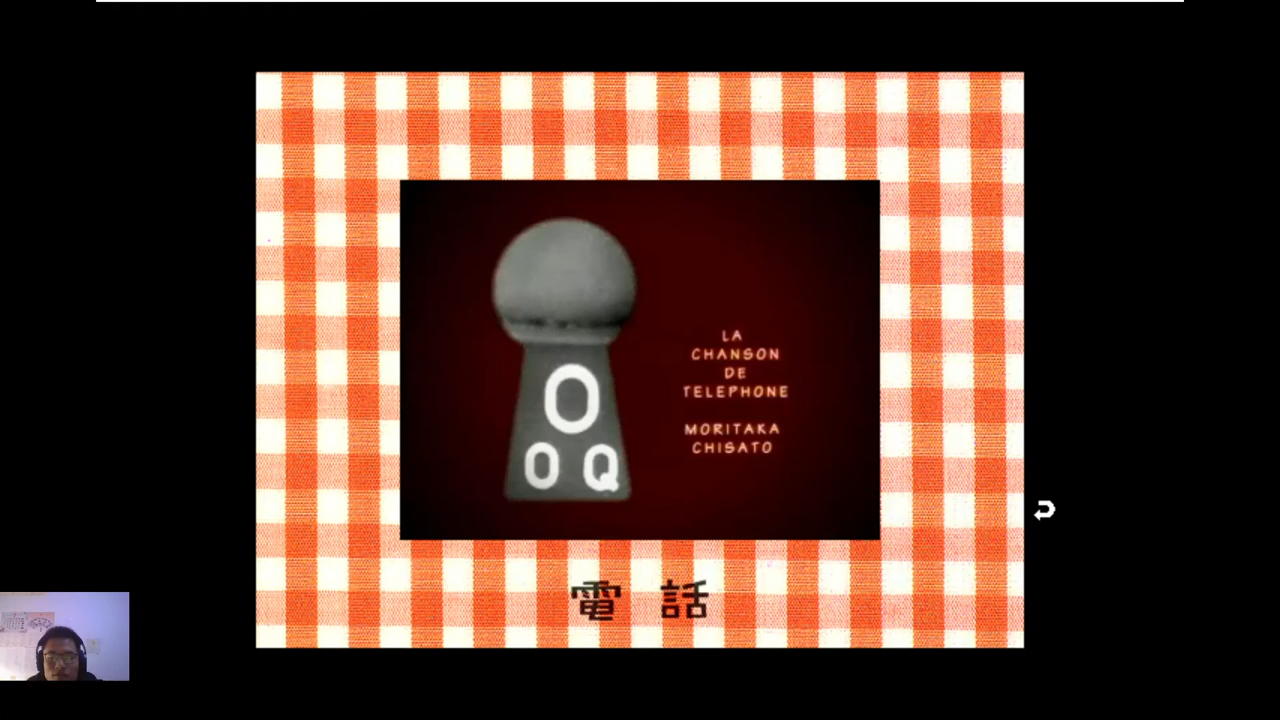 O
O Q
LA
CHANSON
DE
TELEPHONE
MORITAKA
CHISATO
電話